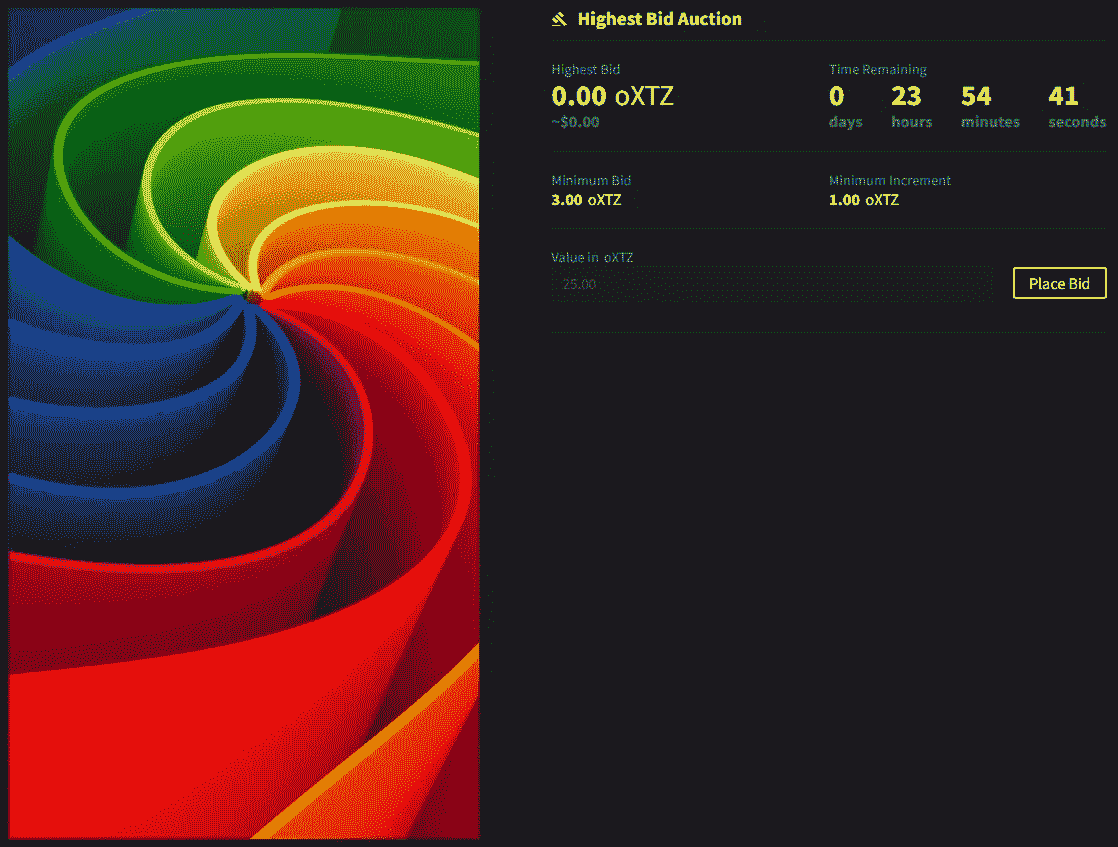 Highest Bid Auction
Highest Bid
Time Remaining
0.00 oXTZ
0 23 54 41
~$0.00
days hours minutes seconds
Minimum Bid
Minimum Increment
3.00 oXTZ
1.00 oXTZ
Value in oXTZ
25.00
Place Bid